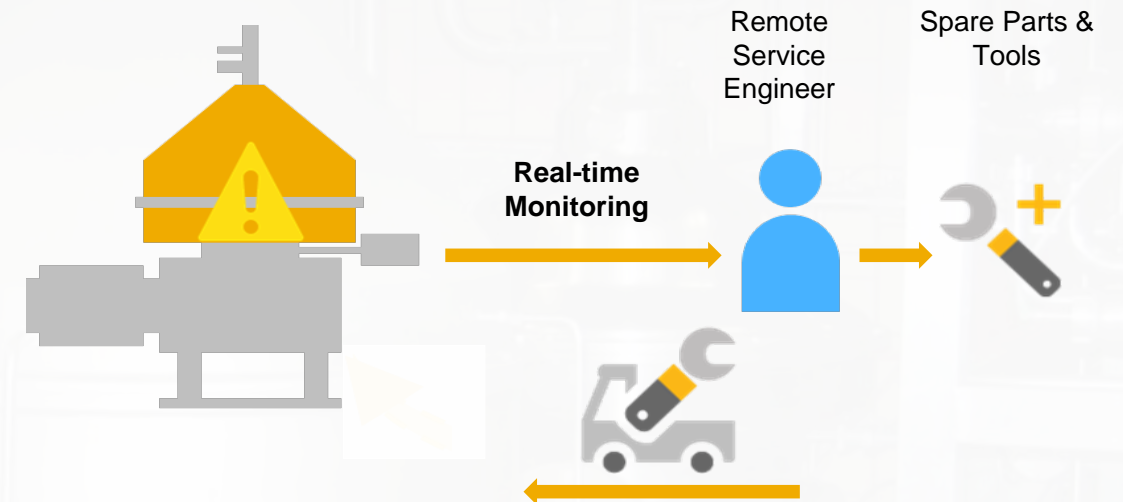 Remote
Service
Engineer
Spare Parts &
Tools
Real-time
Monitoring